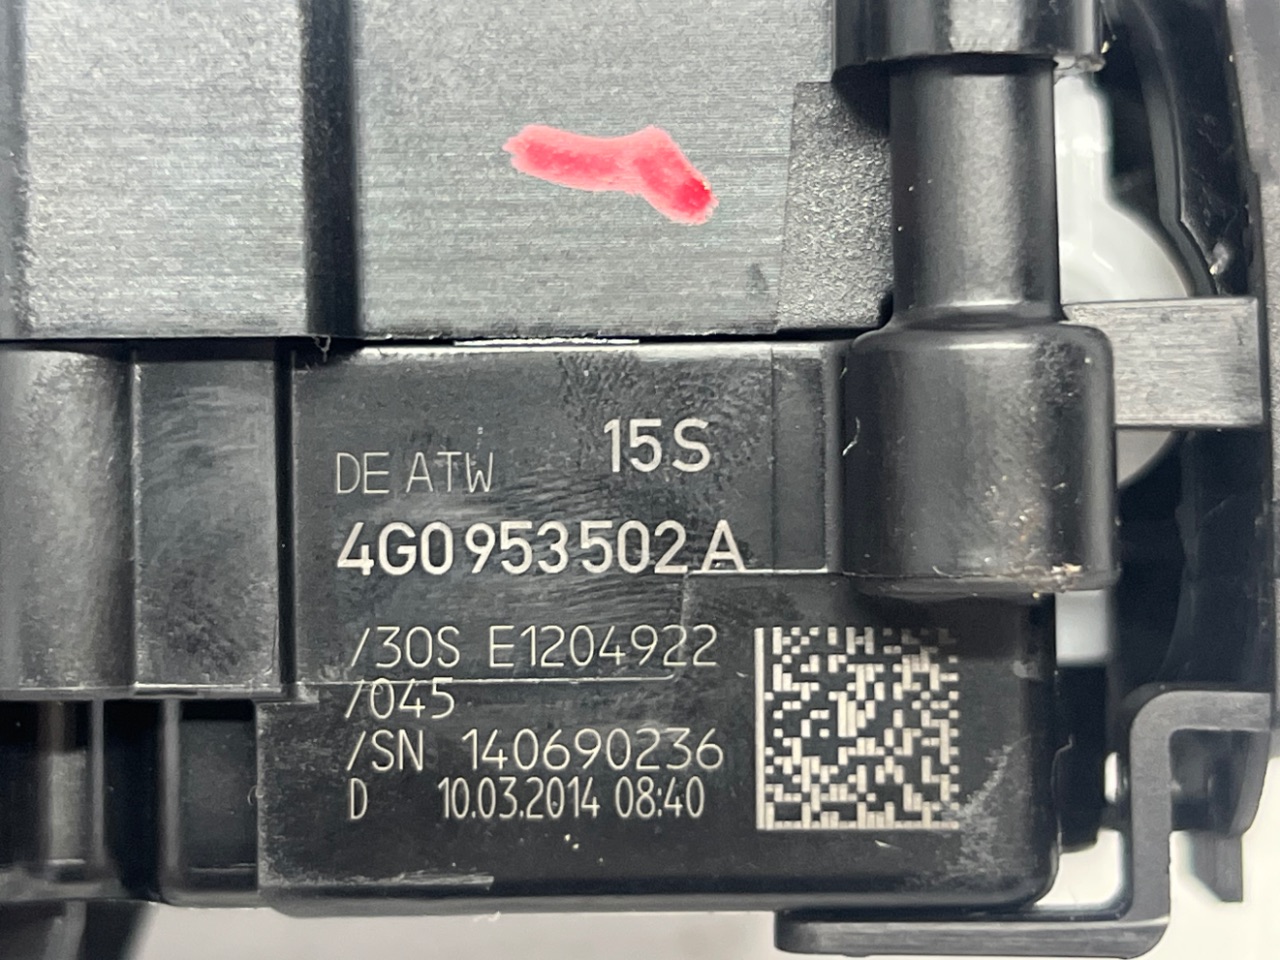 DE ATW 15S
4G0 953 502 A
/30S E1204922
/045
/SN 140690236
D 10.03.2014 08:40